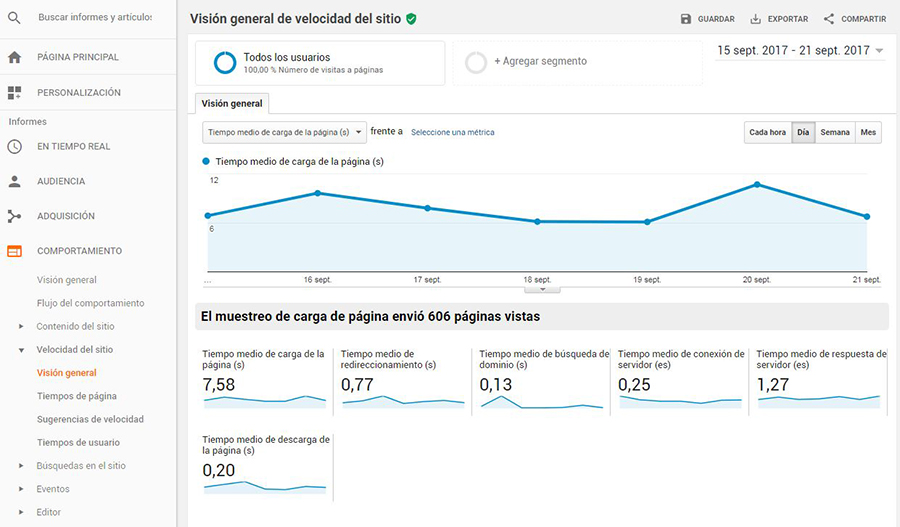 Buscar informes y artículos
PÁGINA PRINCIPAL
PERSONALIZACIÓN
Informes
EN TIEMPO REAL
AUDIENCIA
ADQUISICIÓN
COMPORTAMIENTO
Visión general
Flujo del comportamiento
Contenido del sitio
Velocidad del sitio
Visión general
Tiempos de página
Sugerencias de velocidad
Tiempos de usuario
Búsquedas en el sitio
Eventos
Editor
Visión general de velocidad del sitio
GUARDAR EXPORTAR COMPARTIR
Todos los usuarios
100,00 % Número de visitas a páginas
+ Agregar segmento
15 sept. 2017 - 21 sept. 2017
Visión general
Tiempo medio de carga de la página (s) frente a Seleccione una métrica
Cada hora Día Semana Mes
Tiempo medio de carga de la página (s)
12
6
... 16 sept. 17 sept. 18 sept. 19 sept. 20 sept. 21 sept.
El muestreo de carga de página envió 606 páginas vistas
Tiempo medio de carga de la
página (s)
7,58
Tiempo medio de
redireccionamiento (s)
0,77
Tiempo medio de búsqueda de
dominio (s)
0,13
Tiempo medio de conexión de
servidor (es)
0,25
Tiempo medio de respuesta de
servidor (es)
1,27
Tiempo medio de descarga de
la página (s)
0,20